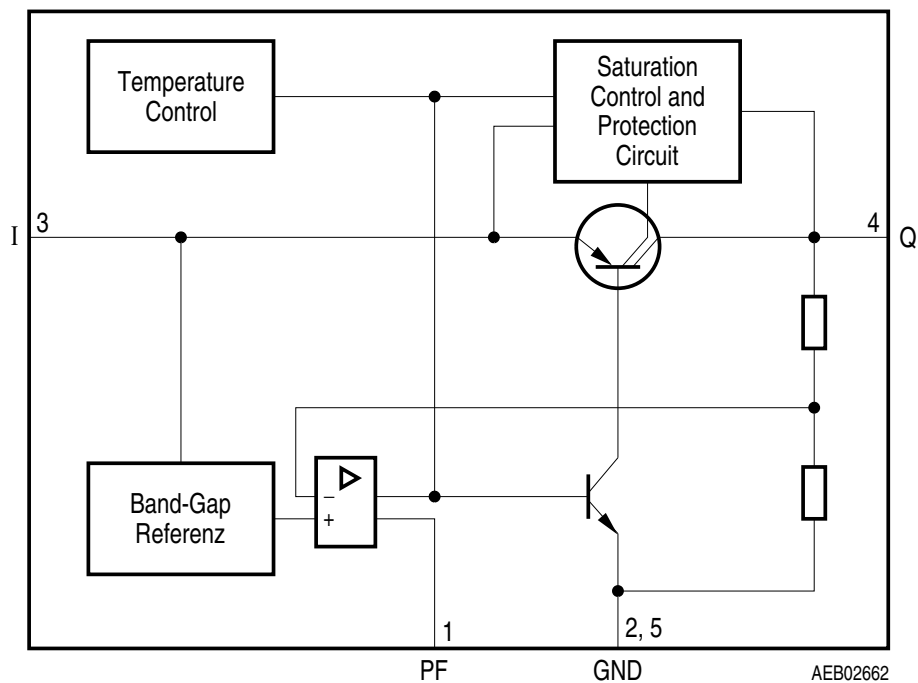 Temperature
Control
Saturation
Control and
Protection
Circuit
I
3
4
Q
Band-Gap
Referenz
−
+
1
2, 5
PF
GND
AEB02662